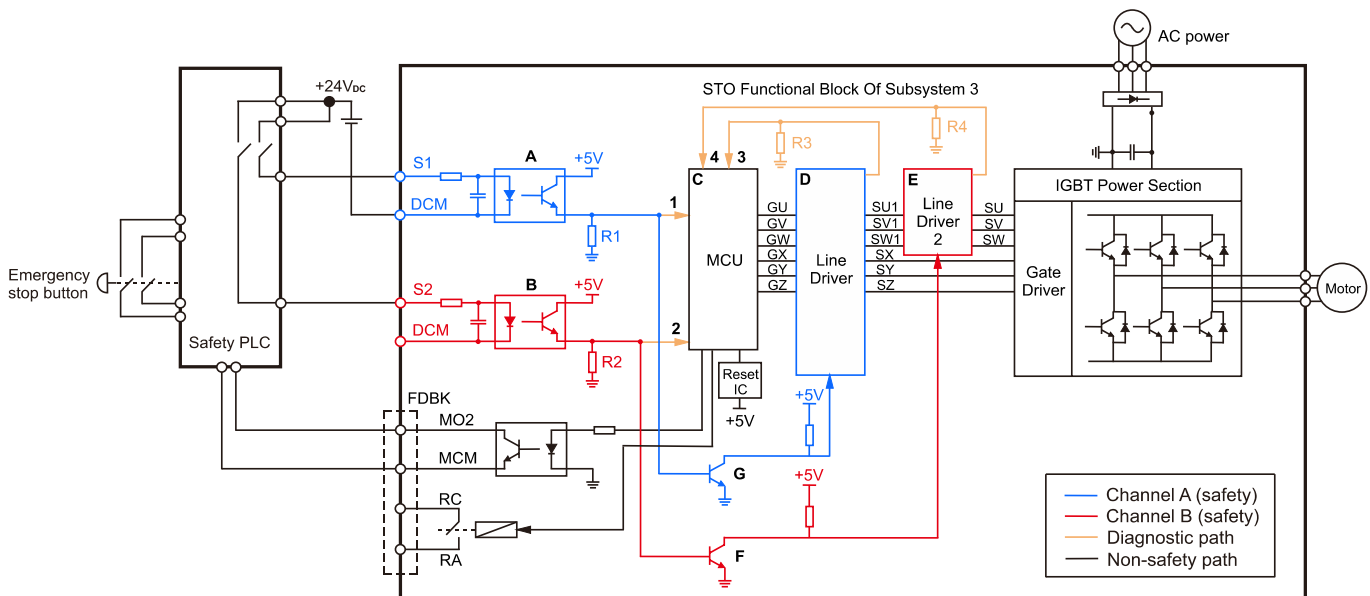 AC power
STO Functional Block Of Subsystem 3
+24VDC
R3
R4
4
3
S1
A
+5V
C
D
E
IGBT Power Section
DCM
1
R1
GU
GV
GW
GX
GY
GZ
MCU
Line
Driver
SU1
SV1
SW1
SX
SY
SZ
Line
Driver
2
SU
SV
SW
Gate
Driver
Motor
Emergency
stop button
S2
B
+5V
DCM
2
R2
Safety PLC
Reset
IC
+5V
FDBK
MO2
MCM
RC
RA
+5V
G
+5V
F
Channel A (safety)
Channel B (safety)
Diagnostic path
Non-safety path